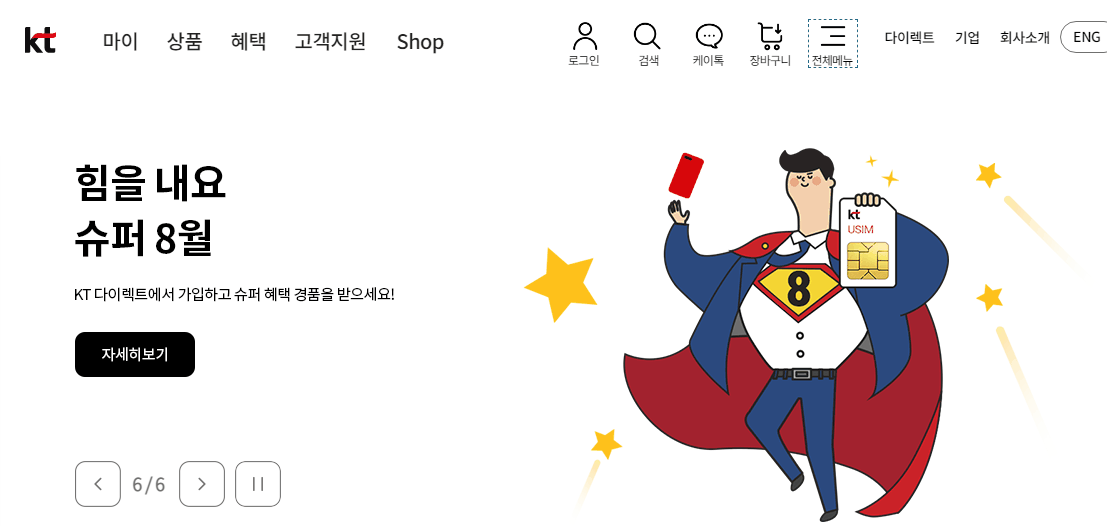 kt
마이 상품 혜택 고객지원 Shop
로그인 검색 케이톡 장바구니 전체메뉴
다이렉트 기업 회사소개 ENG
힘을 내요
슈퍼 8월
KT 다이렉트에서 가입하고 슈퍼 혜택 경품을 받으세요!
자세히보기
6/6
kt
USIM
8